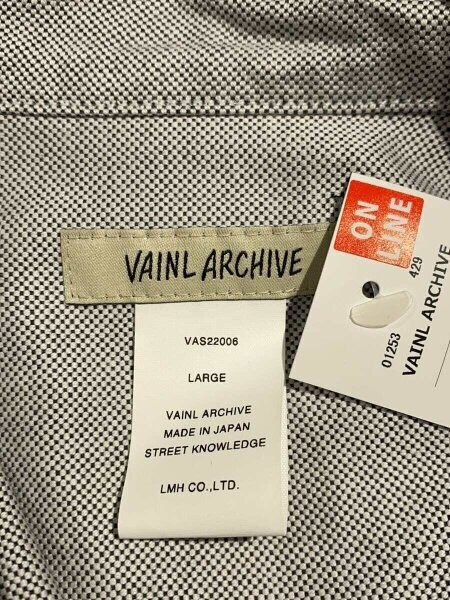 VAINL ARCHIVE
VAS22006
LARGE
VAINL ARCHIVE
MADE IN JAPAN
STREET KNOWLEDGE
LMH CO.,LTD.
ON
LINE
01253
429
VAINL ARCHIVE